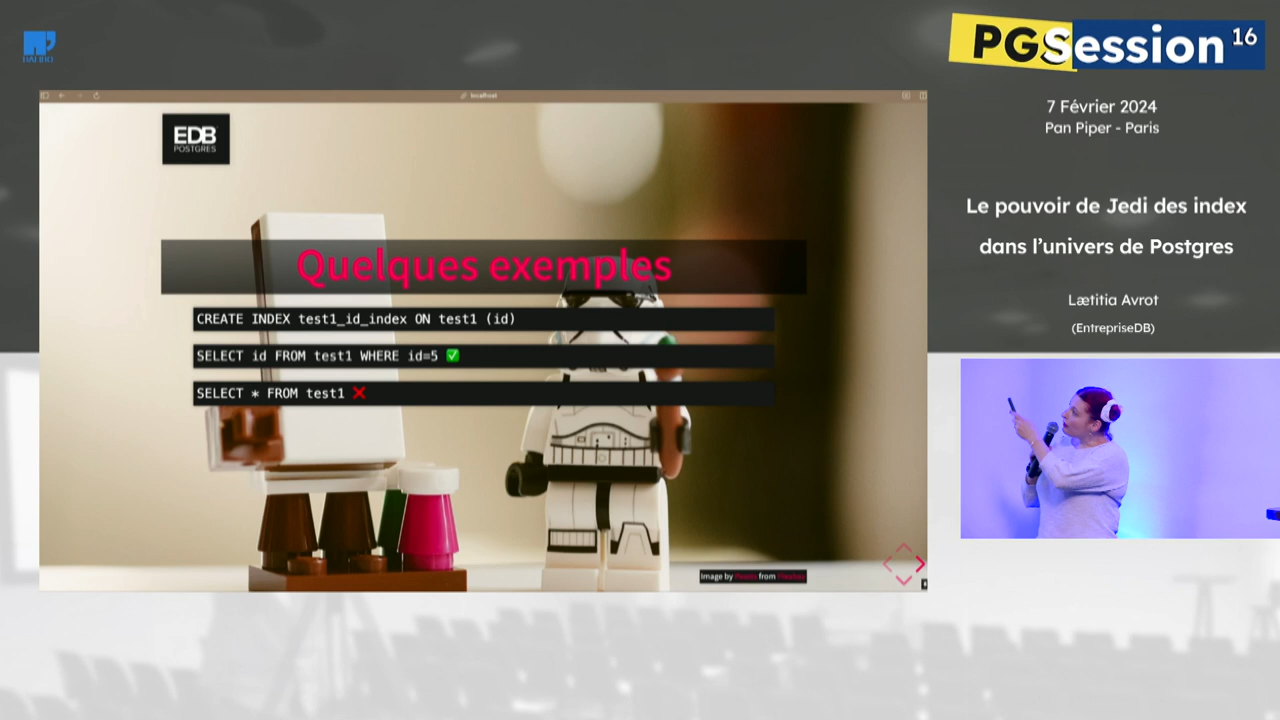 PGSession 16
7 Février 2024
Pan Piper - Paris
Le pouvoir de Jedi des index
dans l’univers de Postgres
Lætitia Avrot
(EntrepriseDB)
localhost
EDB
POSTGRES
Quelques exemples
CREATE INDEX test1_id_index ON test1 (id)
SELECT id FROM test1 WHERE id=5 ✅
SELECT * FROM test1 ❌
Image by
from